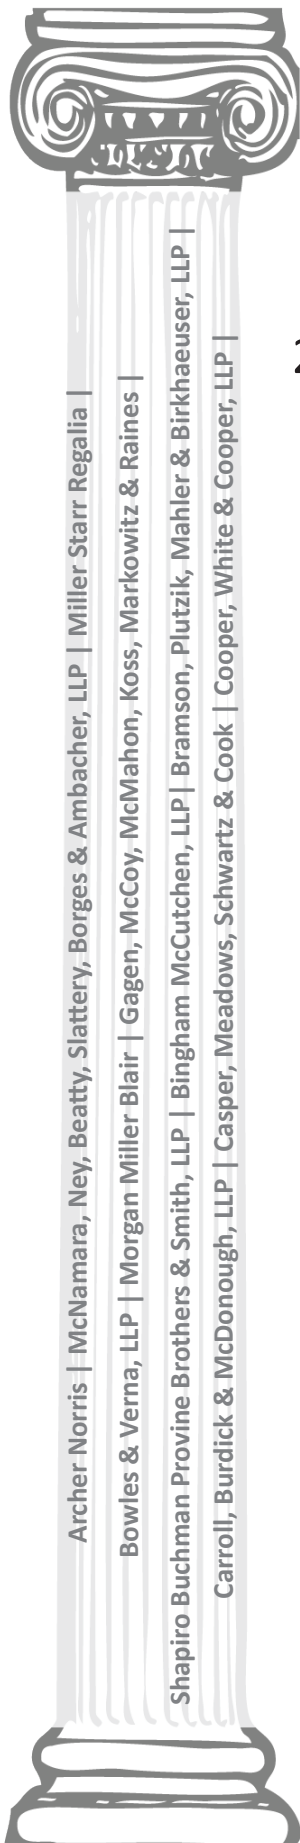 Archer Norris | McNamara, Ney, Beatty, Slattery, Borges & Ambacher, LLP | Miller Starr Regalia |
Bowles & Verna, LLP | Morgan Miller Blair | Gagen, McCoy, McMahon, Koss, Markowitz & Raines |
Shapiro Buchman Provine Brothers & Smith, LLP | Bingham McCutchen, LLP| Bramson, Plutzik, Mahler & Birkhaeuser, LLP |
Carroll, Burdick & McDonough, LLP | Casper, Meadows, Schwartz & Cook | Cooper, White & Cooper, LLP |